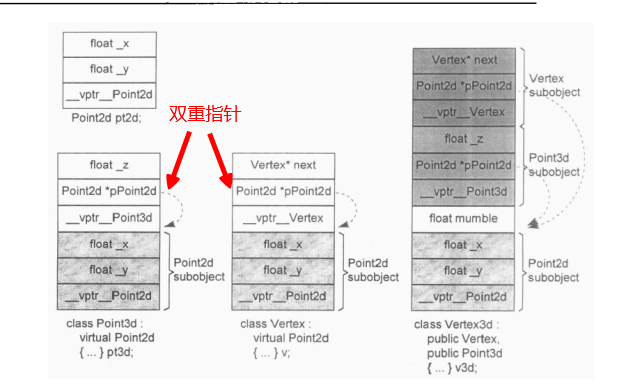 float _x
float _y
__vptr__Point2d
Point2d pt2d;
双重指针
float _z
Point2d *pPoint2d
__vptr__Point3d
float _x
float _y
__vptr__Point2d
Point2d
subobject
class Point3d :
virtual Point2d
{ ... } pt3d;
Vertex* next
Point2d *pPoint2d
__vptr__Vertex
float _x
float _y
__vptr__Point2d
Point2d
subobject
class Vertex :
virtual Point2d
{ ... } v;
Vertex* next
Point2d *pPoint2d
__vptr__Vertex
Vertex
subobject
float _z
Point2d *pPoint2d
__vptr__Point3d
Point3d
subobject
float mumble
float _x
float _y
__vptr__Point2d
Point2d
subobject
class Vertex3d :
public Vertex,
public Point3d
{ ... } v3d;